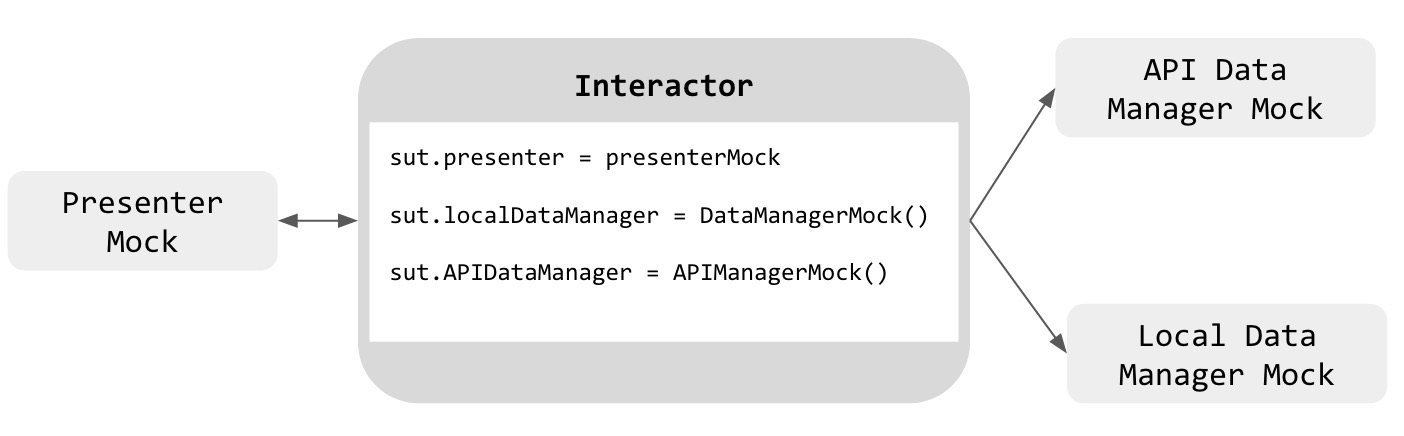 Presenter
Mock
Interactor
sut.presenter = presenterMock
sut.localDataManager = DataManagerMock()
sut.APIDataManager = APIManagerMock()
API Data
Manager Mock
Local Data
Manager Mock